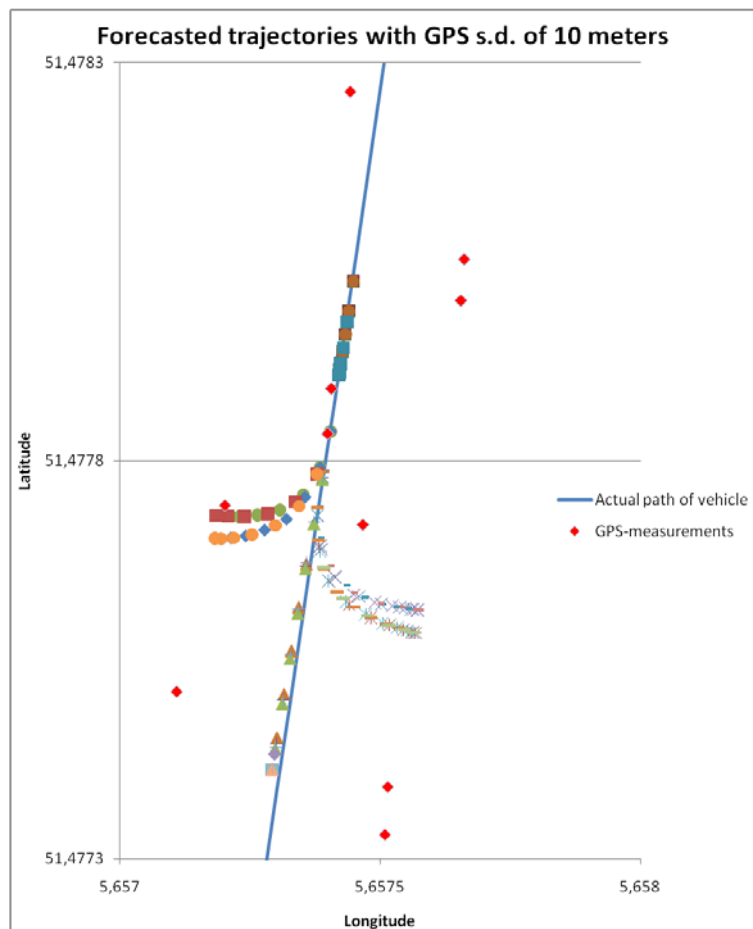 Forecasted trajectories with GPS s.d. of 10 meters
51,4783
Latitude
51,4778
Actual path of vehicle
GPS-measurements
51,4773
5,657
5,6575
5,658
Longitude